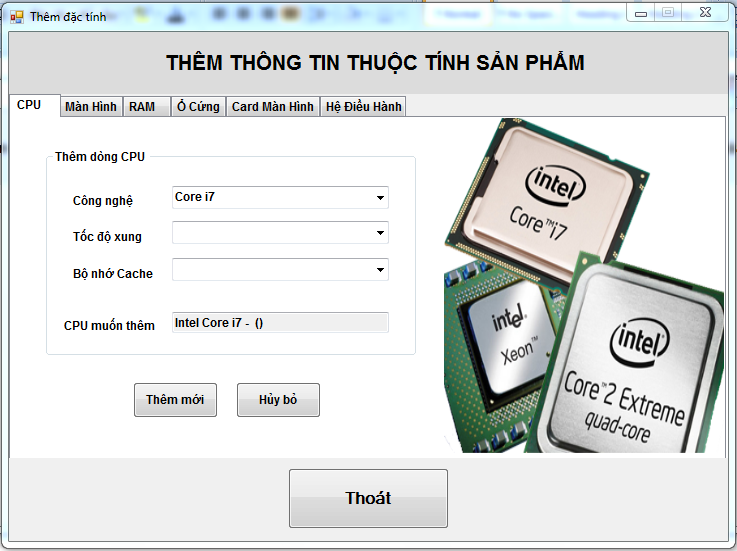 Thêm đặc tính
THÊM THÔNG TIN THUỘC TÍNH SẢN PHẨM
CPU Màn Hình RAM Ổ Cứng Card Màn Hình Hệ Điều Hành
Thêm dòng CPU
Công nghệ Core i7
Tốc độ xung
Bộ nhớ Cache
CPU muốn thêm Intel Core i7 - ()
Thêm mới Hủy bỏ
intel
Core™i7
intel
Xeon™
intel
Core™2 Extreme
quad-core
Thoát